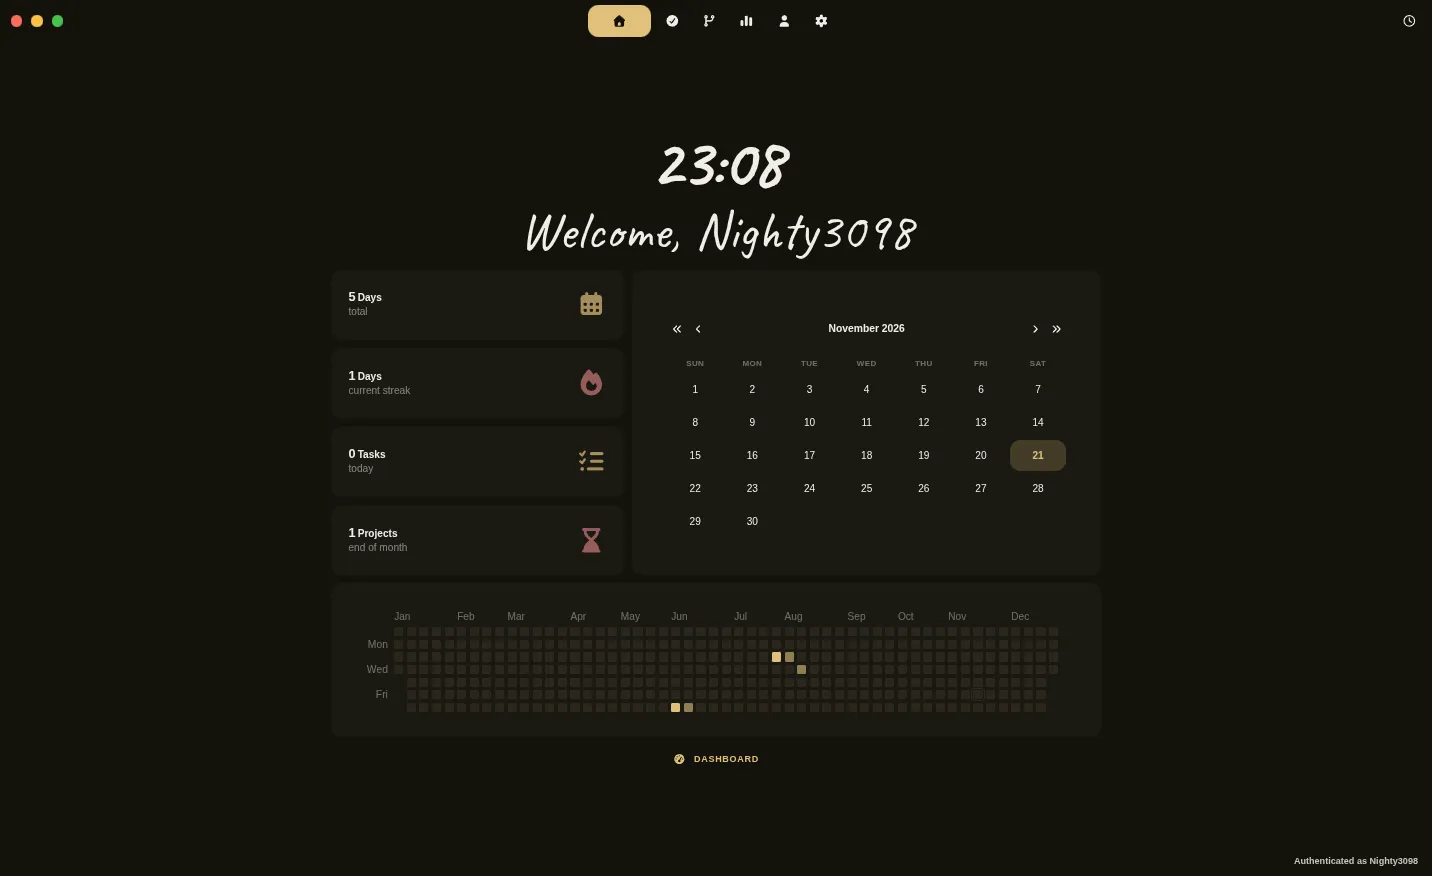 23:08
Welcome, Nighty3098
5 Days
total
1 Days
current streak
0 Tasks
today
1 Projects
end of month
November 2026
SUN MON TUE WED THU FRI SAT
1 2 3 4 5 6 7
8 9 10 11 12 13 14
15 16 17 18 19 20 21
22 23 24 25 26 27 28
29 30
Jan Feb Mar Apr May Jun Jul Aug Sep Oct Nov Dec
Mon
Wed
Fri
DASHBOARD
Authenticated as Nighty3098